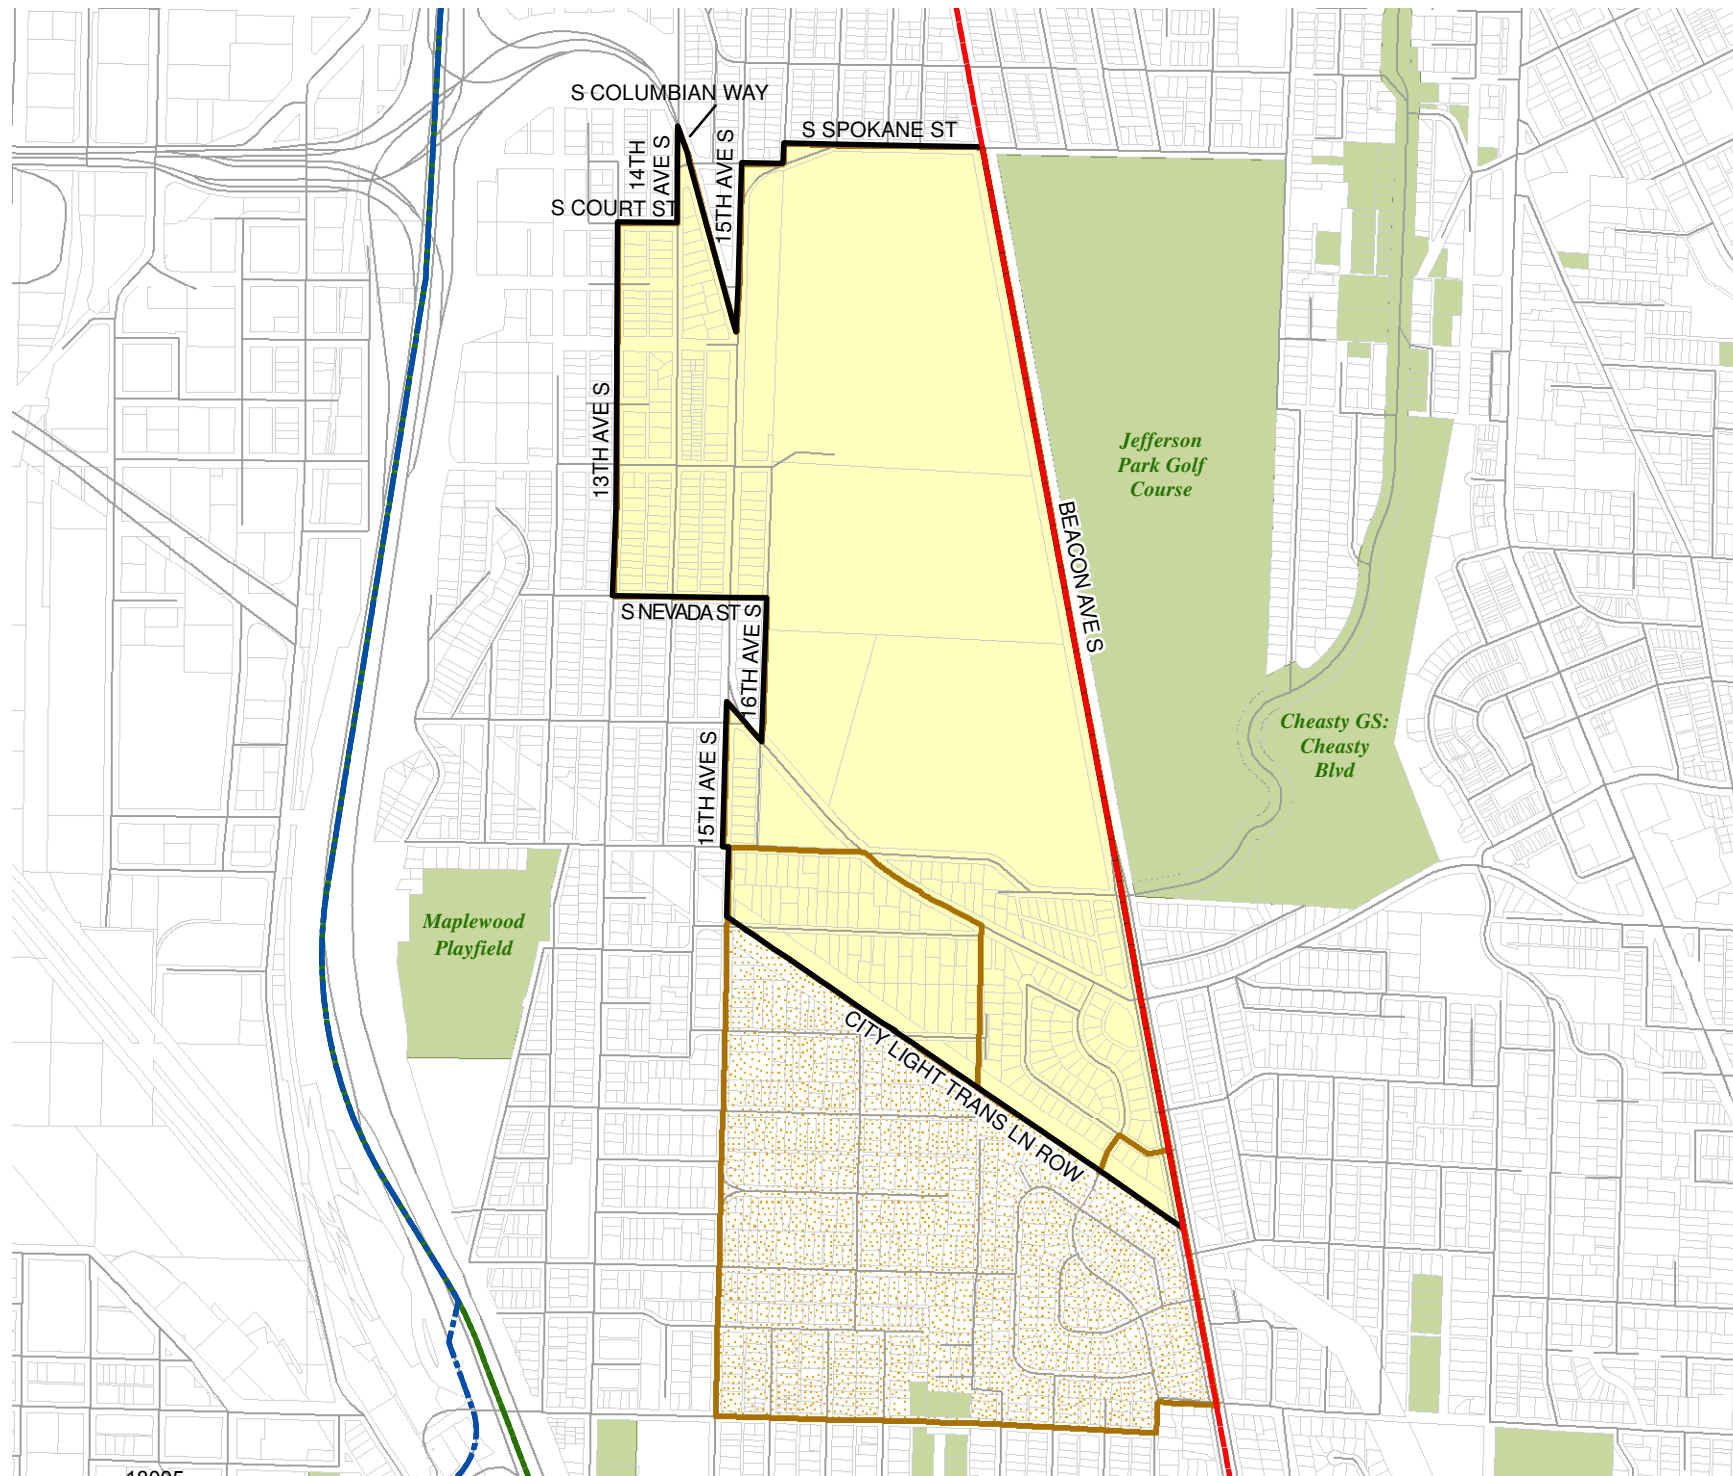 S COLUMBIAN WAY
S SPOKANE ST
14TH
AVE S
15TH AVE S
S COURT ST
13TH AVE S
Jefferson
Park Golf
Course
BEACON AVE S
S NEVADA ST
16TH AVE S
15TH AVE S
Cheasty GS:
Cheasty
Blvd
Maplewood
Playfield
CITY LIGHT TRANS LN ROW